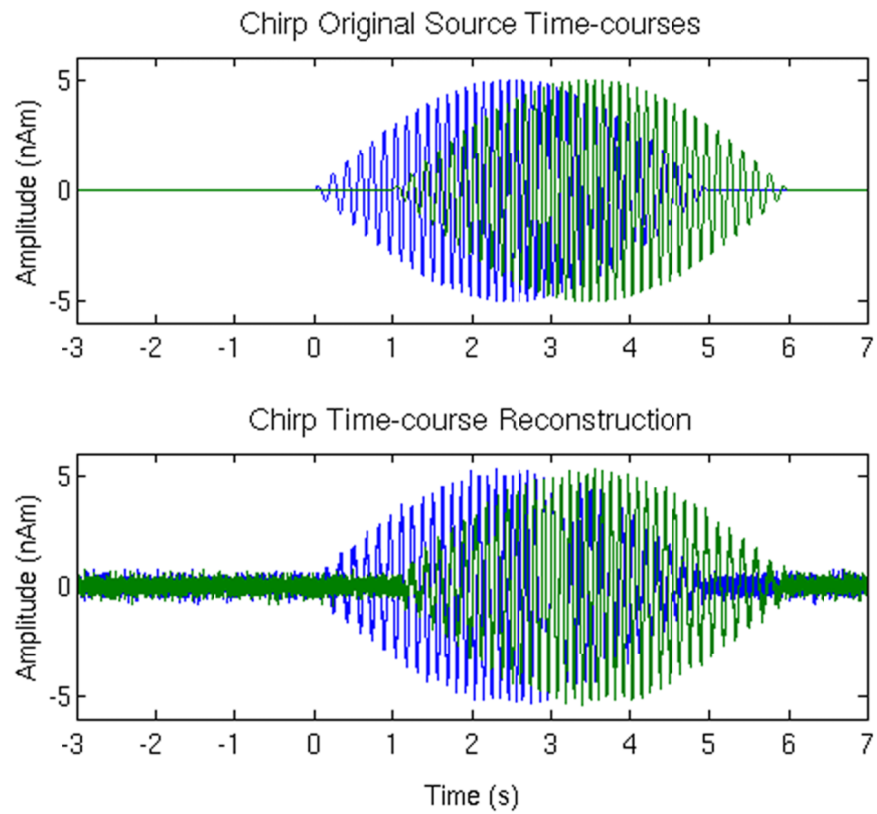 Chirp Original Source Time-courses
Amplitude (nAm)
5
0
-5
-3 -2 -1 0 1 2 3 4 5 6 7
Chirp Time-course Reconstruction
Amplitude (nAm)
5
0
-5
-3 -2 -1 0 1 2 3 4 5 6 7
Time (s)